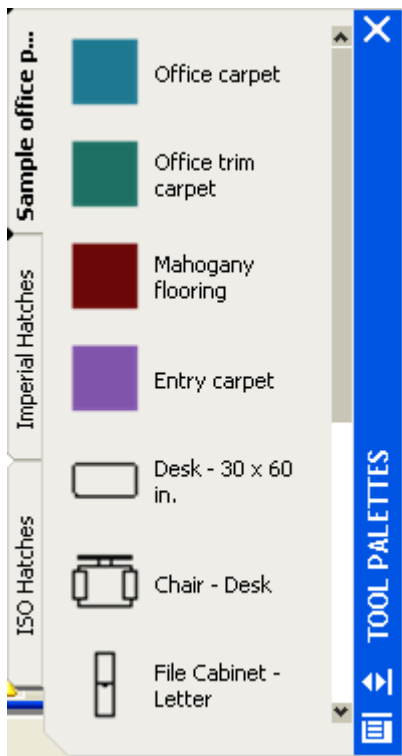 Sample office p...
Imperial Hatches
ISO Hatches
Office carpet
Office trim
carpet
Mahogany
flooring
Entry carpet
Desk - 30 x 60
in.
Chair - Desk
File Cabinet -
Letter
TOOL PALETTES